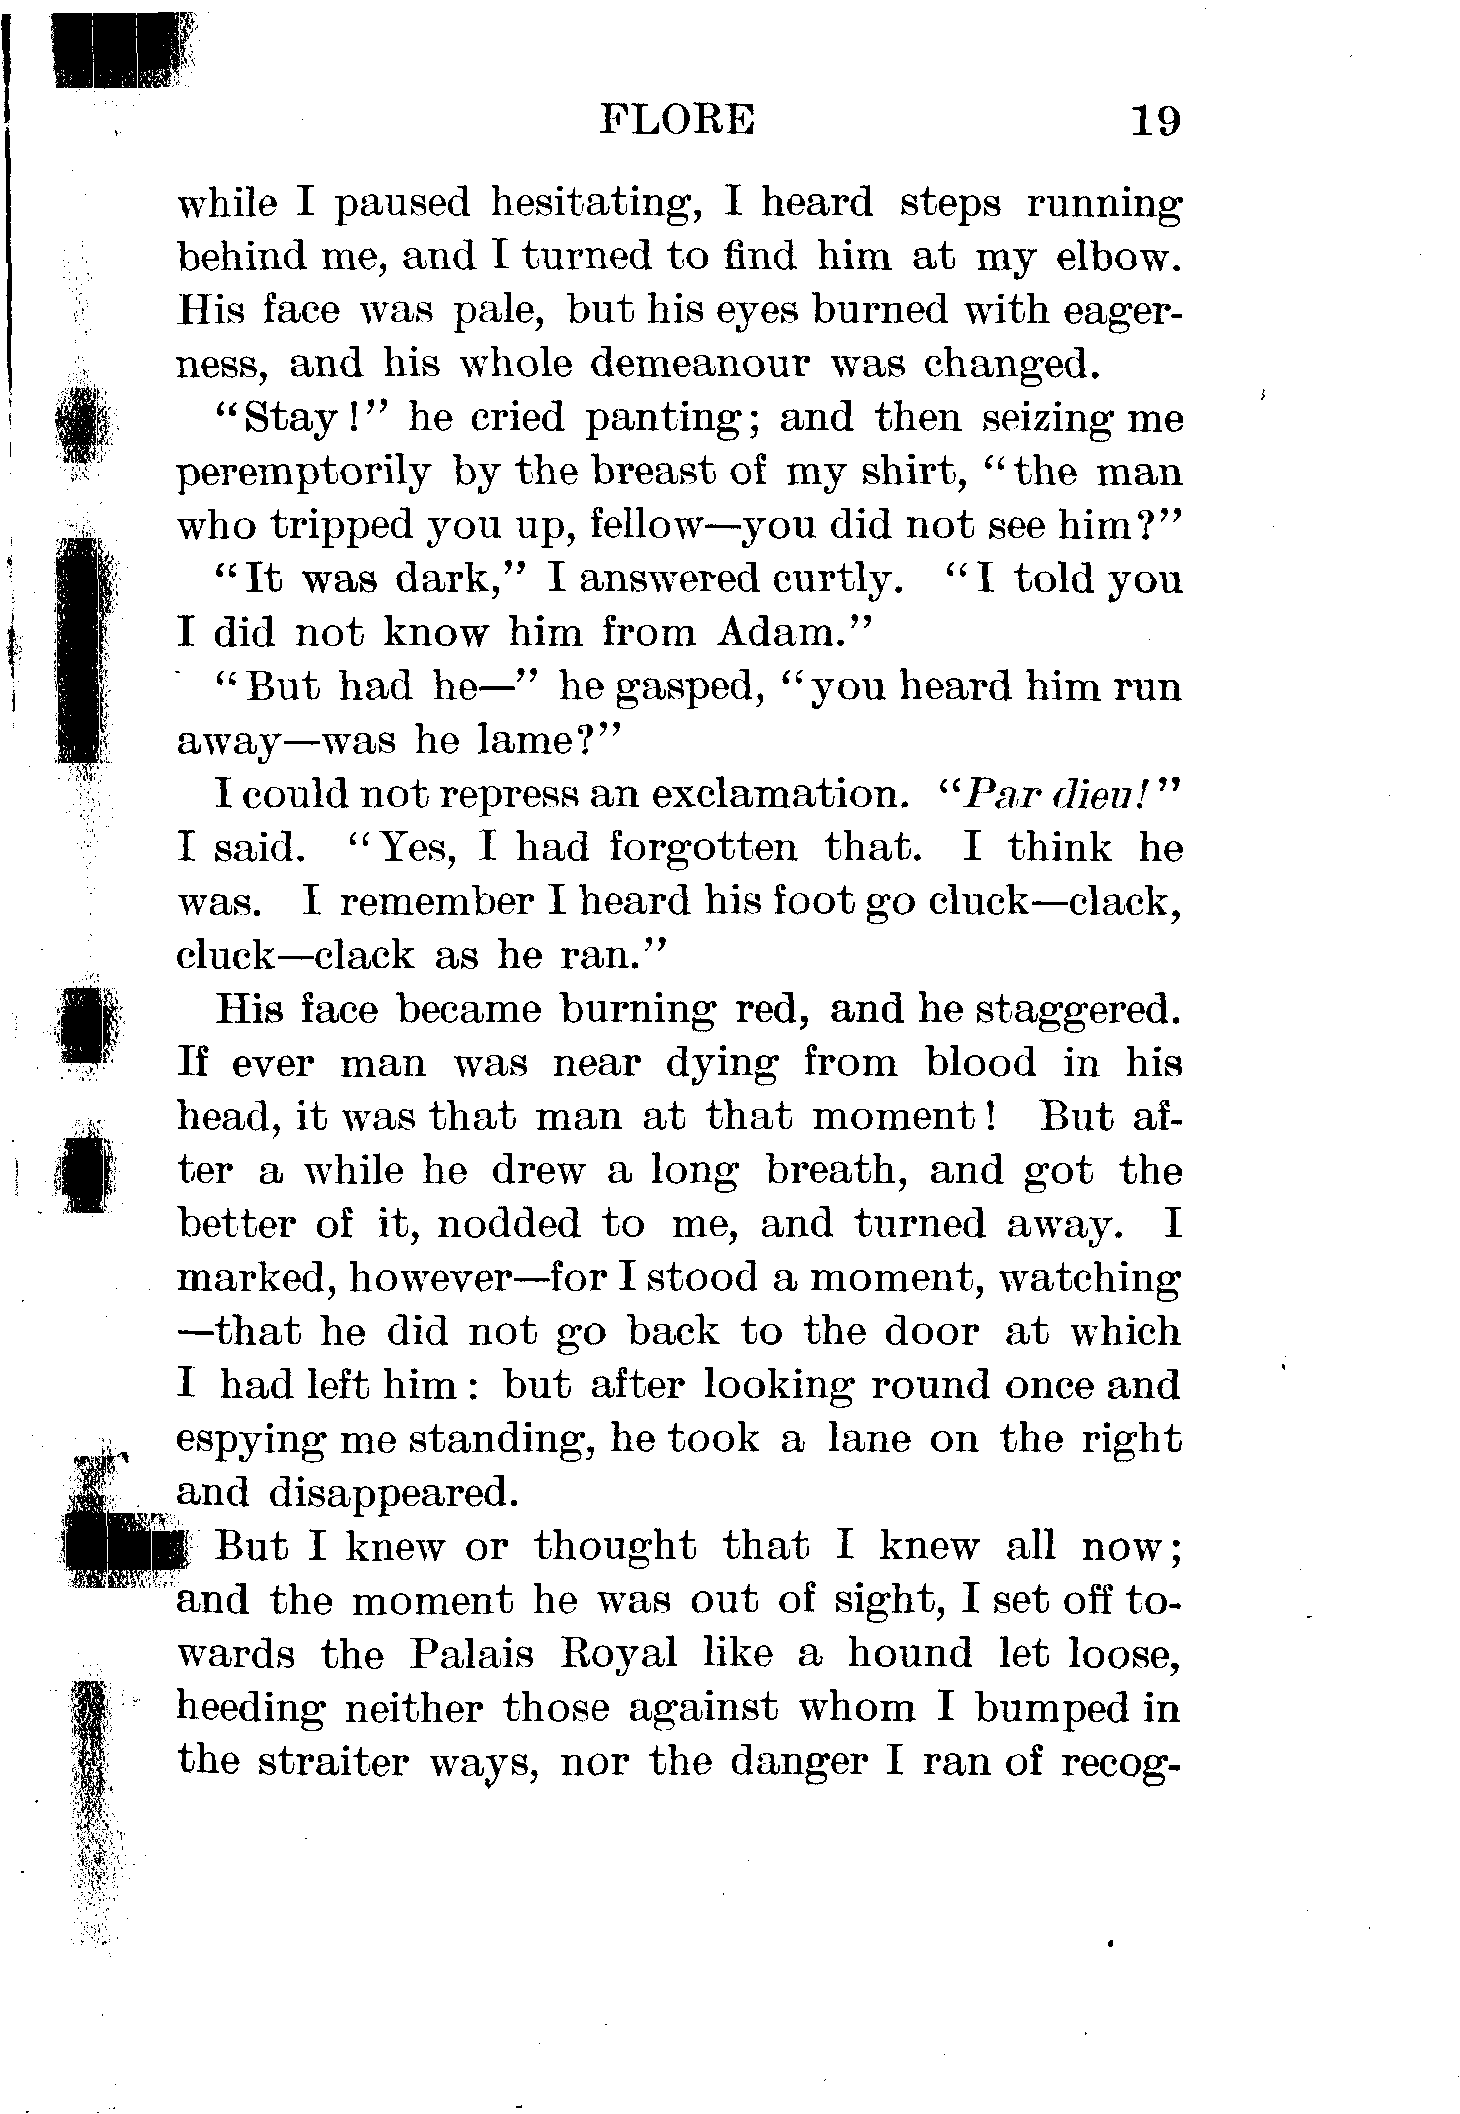 FLORE 19
while I paused hesitating, I heard steps running
behind me, and I turned to find him at my elbow.
His face was pale, but his eyes burned with eager-
ness, and his whole demeanour was changed.
"Stay!" he cried panting; and then seizing me
peremptorily by the breast of my shirt, "the man
who tripped you up, fellow—you did not see him?"
"It was dark," I answered curtly. "I told you
I did not know him from Adam."
"But had he—" he gasped, "you heard him run
away—was he lame?"
I could not repress an exclamation. "Par dieu!"
I said. "Yes, I had forgotten that. I think he
was. I remember I heard his foot go cluck—clack,
cluck—clack as he ran."
His face became burning red, and he staggered.
If ever man was near dying from blood in his
head, it was that man at that moment! But af-
ter a while he drew a long breath, and got the
better of it, nodded to me, and turned away. I
marked, however—for I stood a moment, watching
—that he did not go back to the door at which
I had left him: but after looking round once and
espying me standing, he took a lane on the right
and disappeared.
But I knew or thought that I knew all now;
and the moment he was out of sight, I set off to-
wards the Palais Royal like a hound let loose,
heeding neither those against whom I bumped in
the straiter ways, nor the danger I ran of recog-